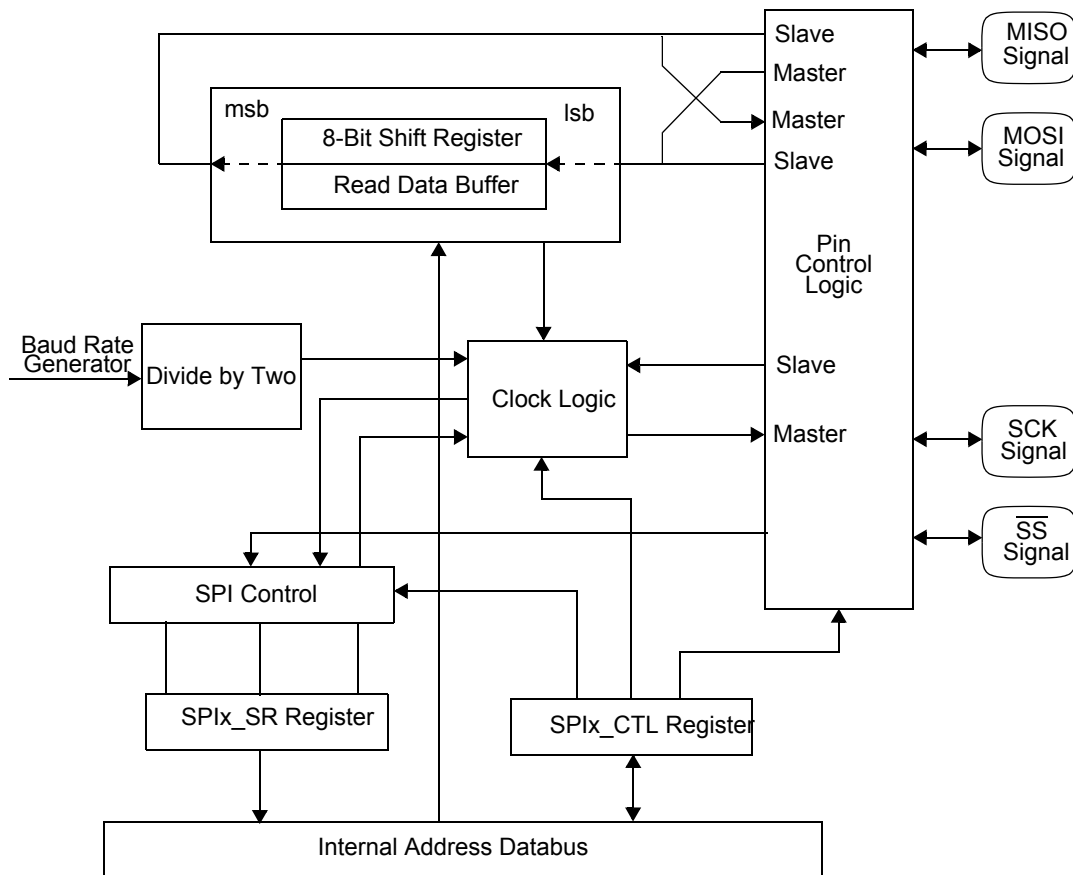 Slave
MISO
Signal
Master
msb
lsb
Master
8-Bit Shift Register
MOSI
Signal
Slave
Read Data Buffer
Pin
Control
Logic
Baud Rate
Generator
Divide by Two
Slave
Clock Logic
Master
SCK
Signal
SS
Signal
SPI Control
SPIx_SR Register
SPIx_CTL Register
Internal Address Databus